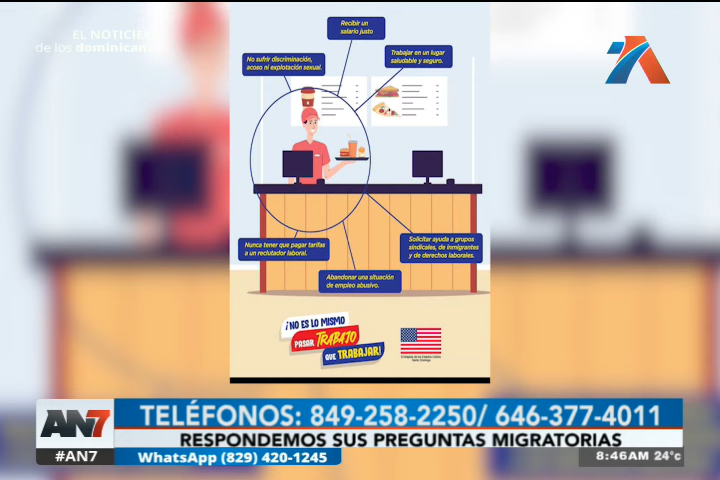 EL NOTICIE
de los dominican
Recibir un
salario justo
Trabajar en un lugar
saludable y seguro.
No sufrir discriminación,
acoso ni explotación sexual.
Nunca tener que pagar tarifas
a un reclutador laboral.
Solicitar ayuda a grupos
sindicales, de inmigrantes
y de derechos laborales.
Abandonar una situación
de empleo abusivo.
¡NO ES LO MISMO
PASAR TRABAJO
QUE TRABAJAR!
AN7
TELÉFONOS: 849-258-2250/ 646-377-4011
RESPONDEMOS SUS PREGUNTAS MIGRATORIAS
#AN7
WhatsApp (829) 420-1245
8:46AM 24°c